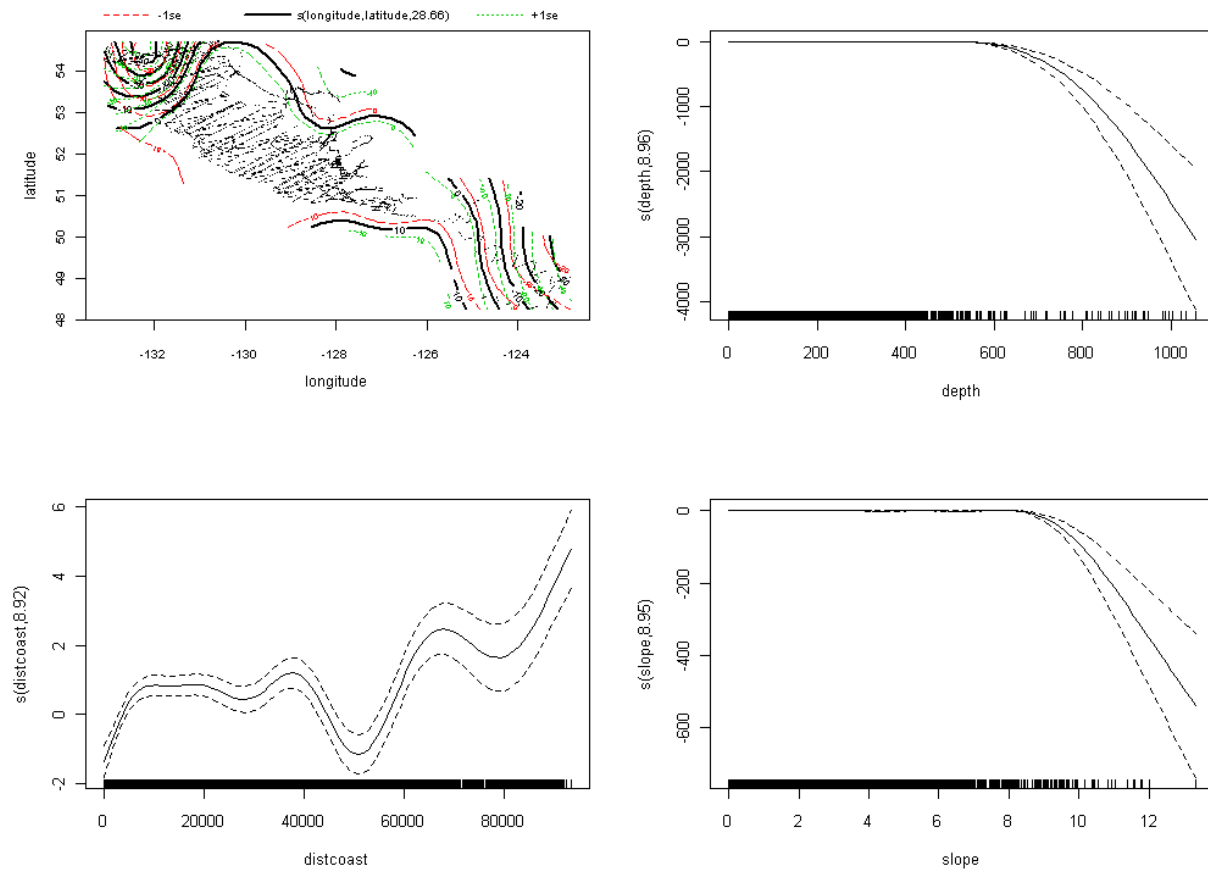 -1se s(longitude,latitude,28.66) +1se
latitude
54
53
52
51
50
49
48
-132 -130 -128 -126 -124
longitude
s(depth,8.96)
0
-1000
-2000
-3000
-4000
0 200 400 600 800 1000
depth
s(distcoast,8.92)
6
4
2
0
-2
0 20000 40000 60000 80000
distcoast
s(slope,8.95)
0
-200
-400
-600
0 2 4 6 8 10 12
slope